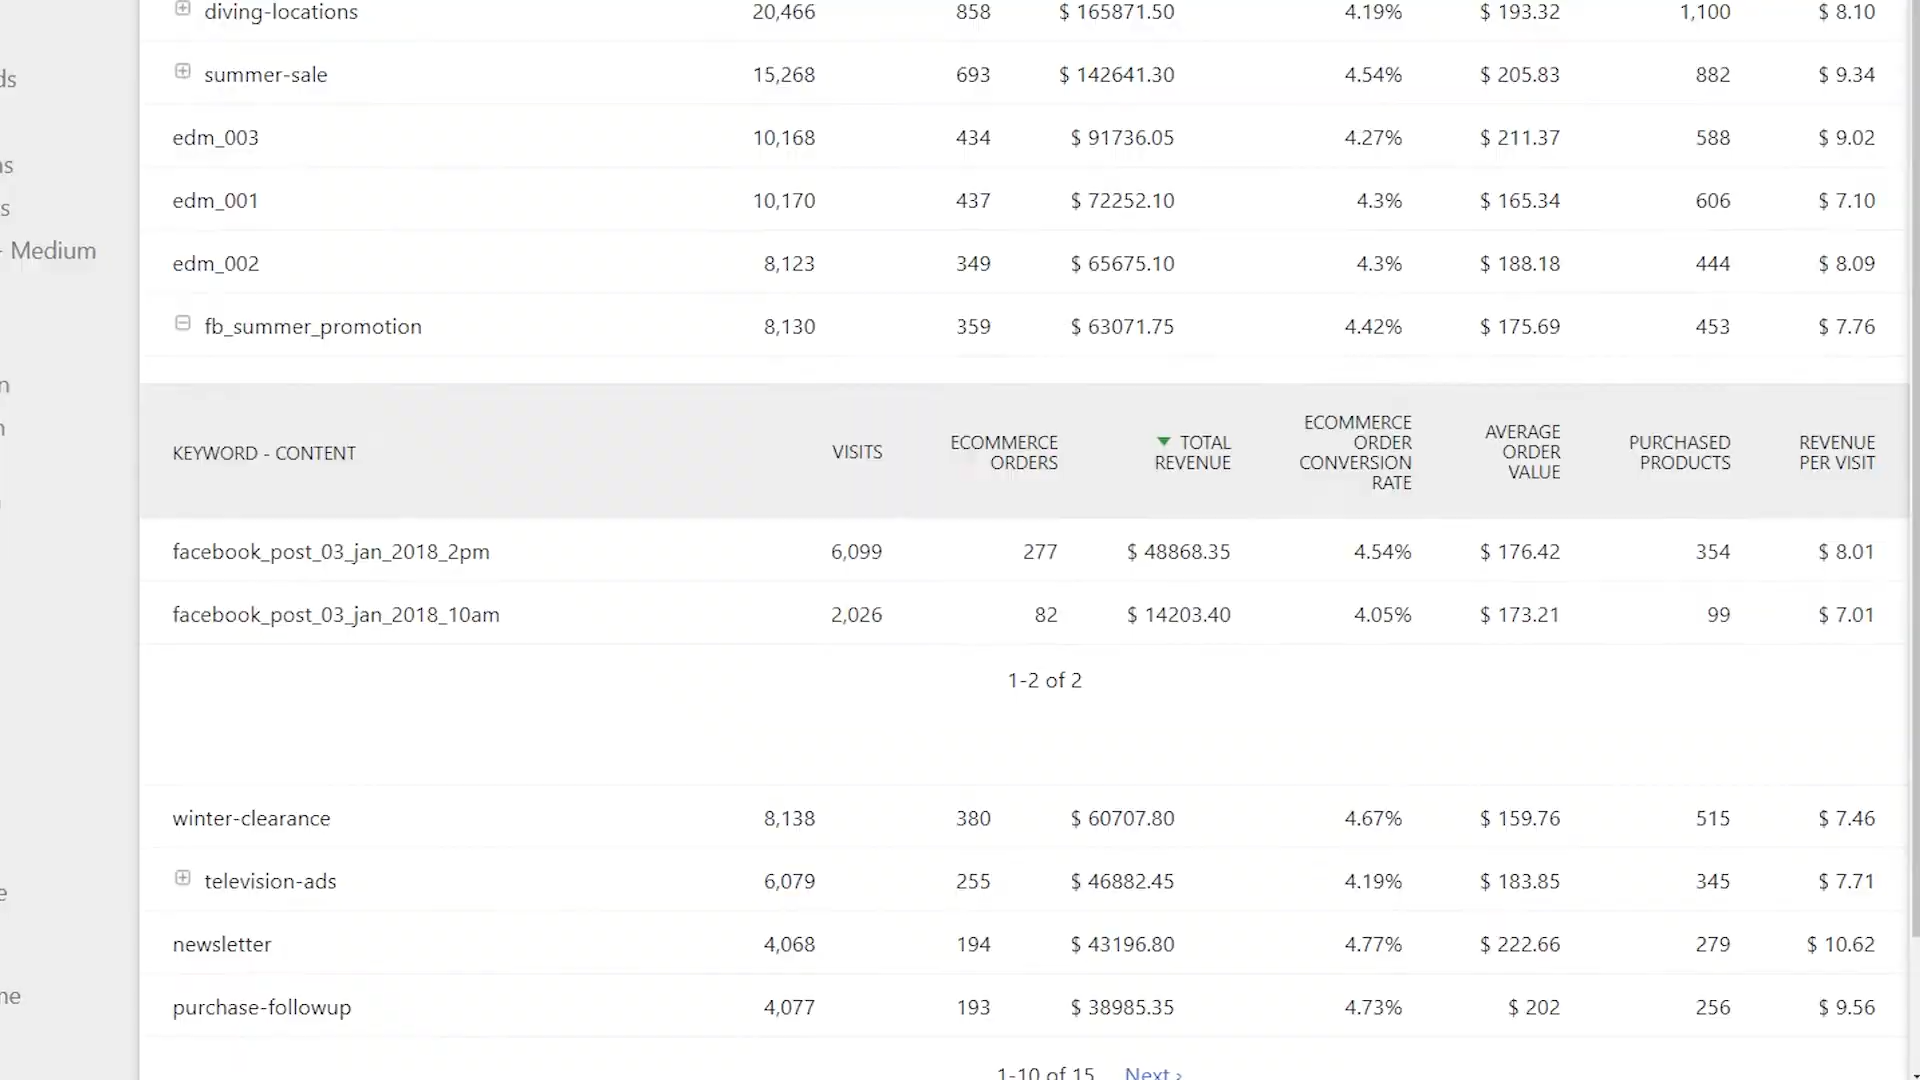 diving-locations 20,466 858 $ 165871.50 4.19% $ 193.32 1,100 $ 8.10
ds
summer-sale 15,268 693 $ 142641.30 4.54% $ 205.83 882 $ 9.34
edm_003 10,168 434 $ 91736.05 4.27% $ 211.37 588 $ 9.02
edm_001 10,170 437 $ 72252.10 4.3% $ 165.34 606 $ 7.10
- Medium
edm_002 8,123 349 $ 65675.10 4.3% $ 188.18 444 $ 8.09
fb_summer_promotion 8,130 359 $ 63071.75 4.42% $ 175.69 453 $ 7.76
KEYWORD - CONTENT VISITS ECOMMERCE ORDERS TOTAL REVENUE ECOMMERCE ORDER CONVERSION RATE AVERAGE ORDER VALUE PURCHASED PRODUCTS REVENUE PER VISIT
facebook_post_03_jan_2018_2pm 6,099 277 $ 48868.35 4.54% $ 176.42 354 $ 8.01
facebook_post_03_jan_2018_10am 2,026 82 $ 14203.40 4.05% $ 173.21 99 $ 7.01
1-2 of 2
winter-clearance 8,138 380 $ 60707.80 4.67% $ 159.76 515 $ 7.46
television-ads 6,079 255 $ 46882.45 4.19% $ 183.85 345 $ 7.71
newsletter 4,068 194 $ 43196.80 4.77% $ 222.66 279 $ 10.62
purchase-followup 4,077 193 $ 38985.35 4.73% $ 202 256 $ 9.56
1-10 of 15 Next ›